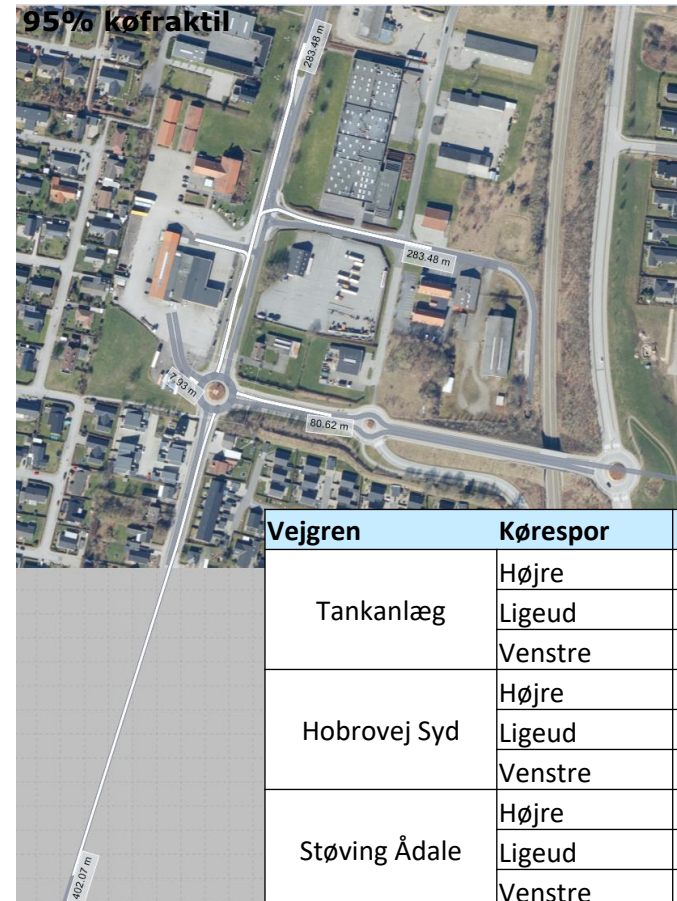 95% køfraktil
283.48 m
283.48 m
7.93 m
80.62 m
402.07 m
Vejgren Kørespor
Tankanlæg
Højre
Ligeud
Venstre
Hobrovej Syd
Højre
Ligeud
Venstre
Støving Ådale
Højre
Ligeud
Venstre